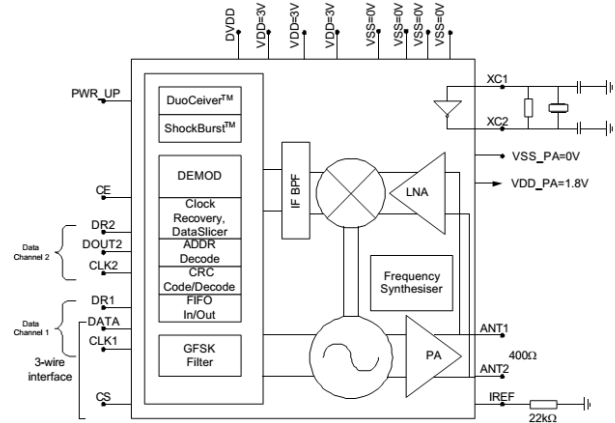 DVDD
VDD=3V
VDD=3V
VDD=3V
VSS=0V
VSS=0V
VSS=0V
VSS=0V
PWR_UP
DuoCeiver™
ShockBurst™
XC1
XC2
VSS_PA=0V
VDD_PA=1.8V
DEMOD
IF BPF
LNA
CE
Clock
Recovery,
DataSlicer
DR2
Data
Channel 2
DOUT2
ADDR
Decode
CLK2
CRC
Code/Decode
Frequency
Synthesiser
DR1
FIFO
In/Out
Data
Channel 1
DATA
CLK1
3-wire
interface
GFSK
Filter
PA
ANT1
400Ω
ANT2
CS
IREF
22kΩ